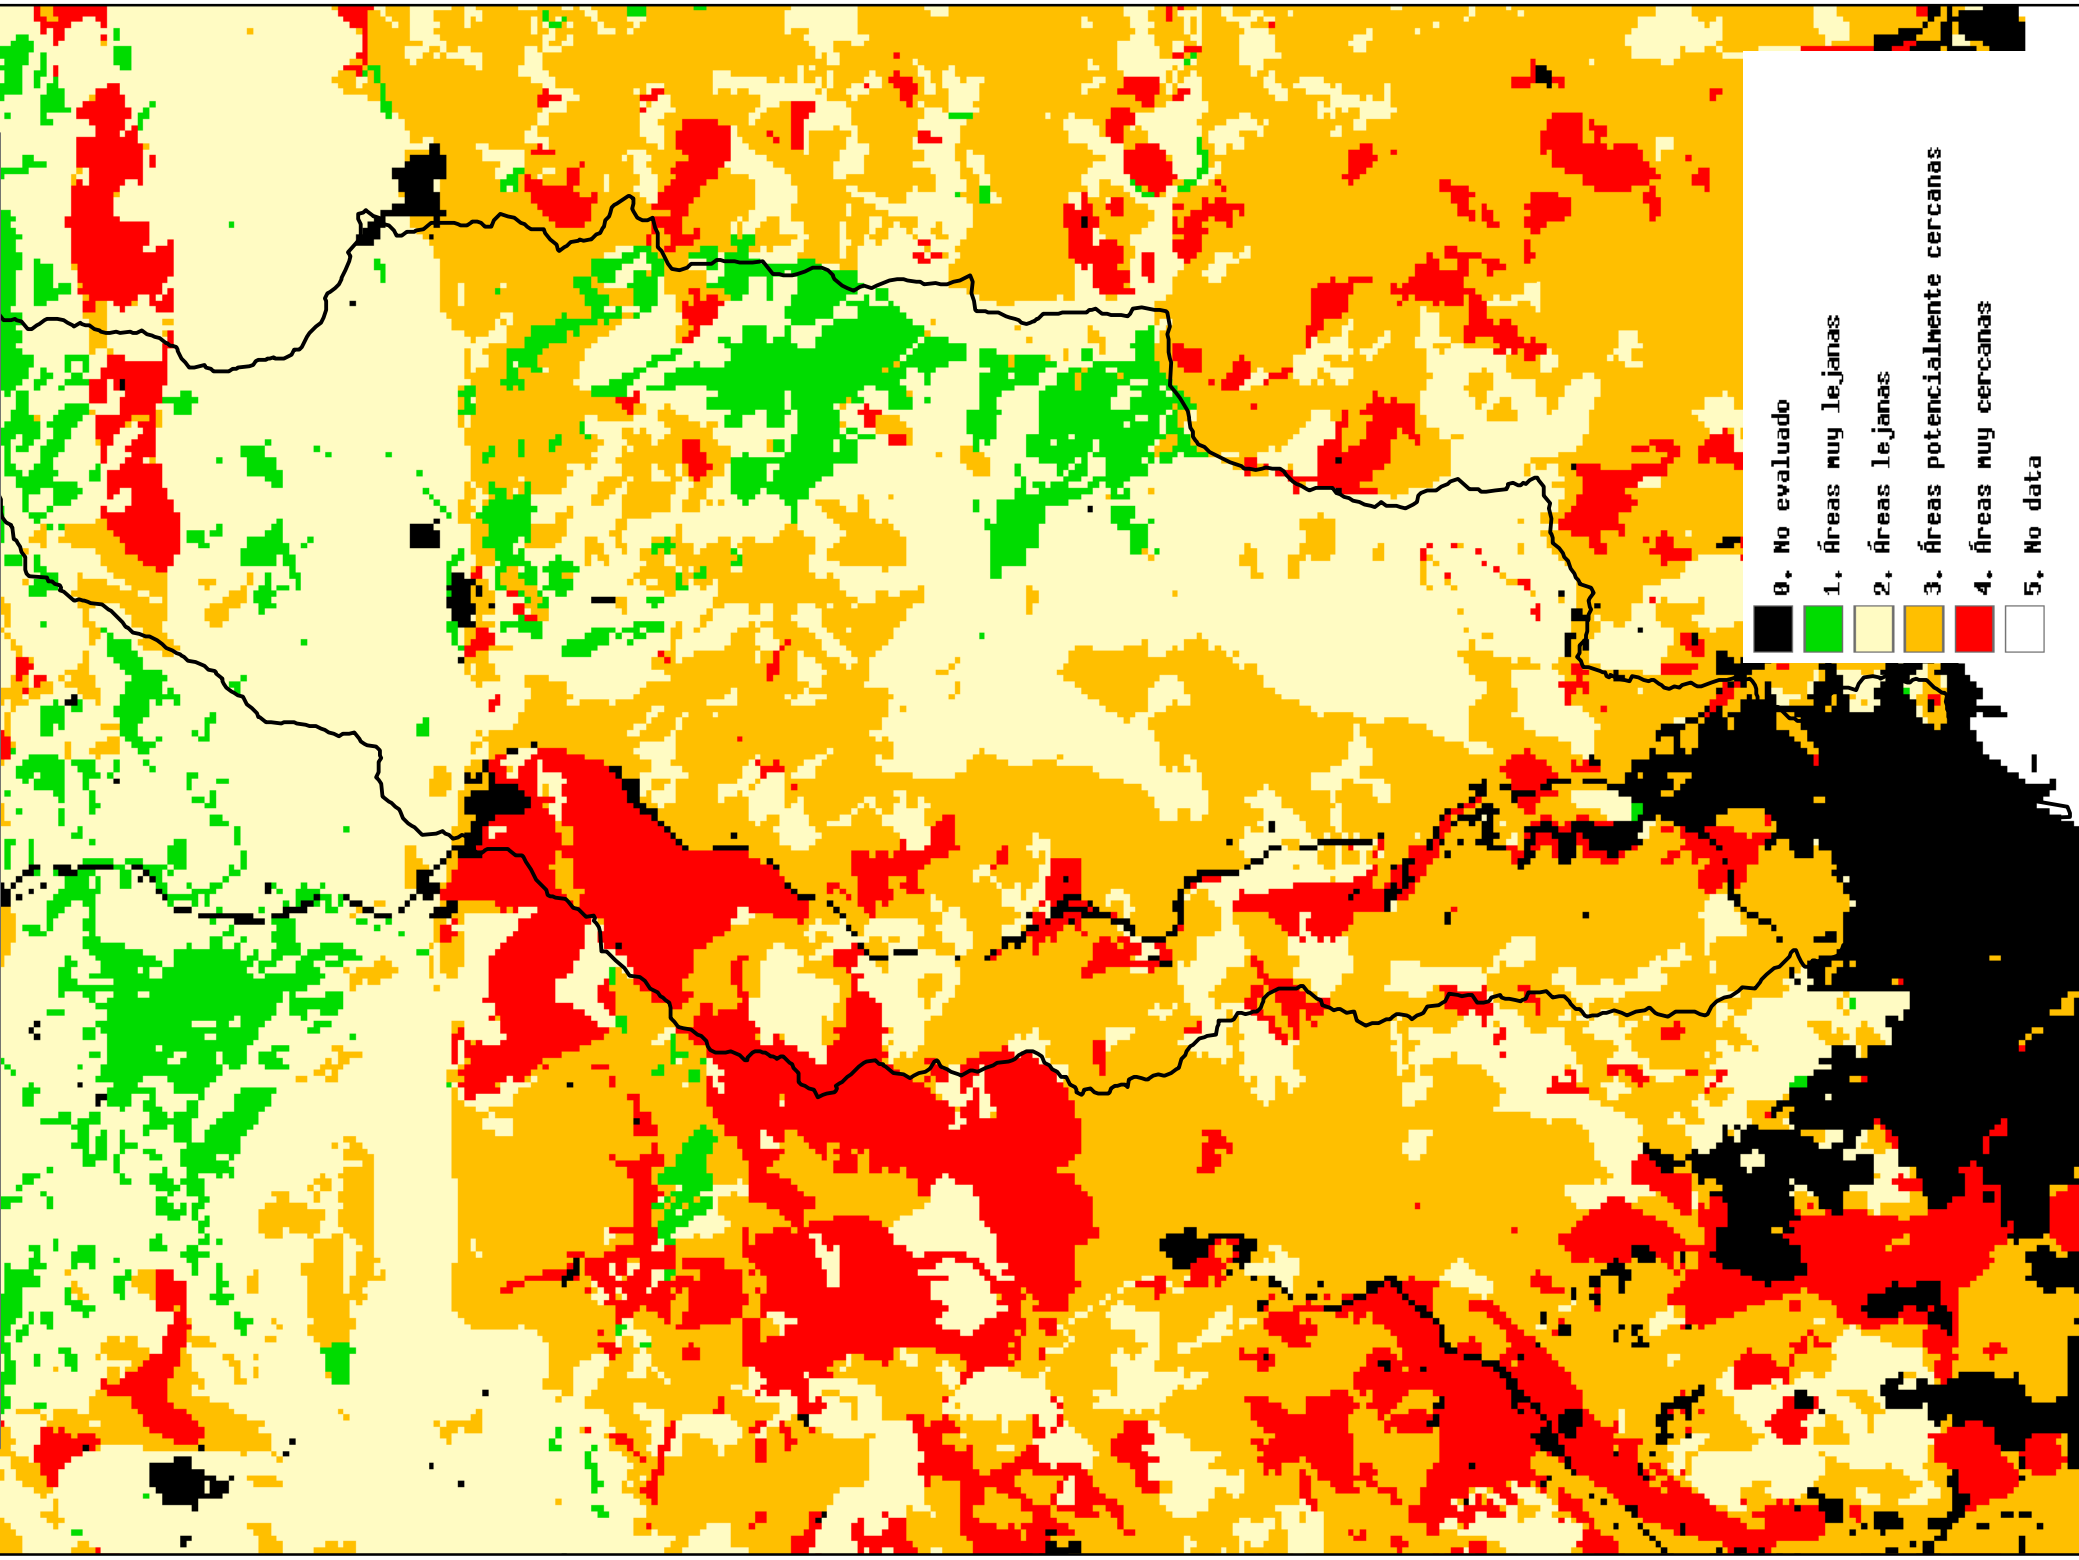 0. No evaluado
1. Áreas muy lejanas
2. Áreas lejanas
3. Áreas potencialmente cercanas
4. Áreas muy cercanas
5. No data